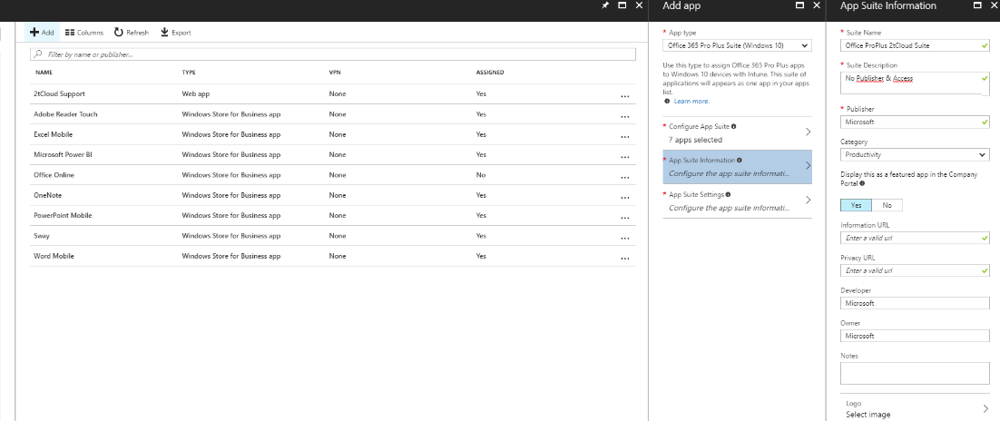 Add app
App Suite Information
Add
Columns
Refresh
Export
Filter by name or publisher...
NAME TYPE VPN ASSIGNED
2tCloud Support Web app None Yes ...
Adobe Reader Touch Windows Store for Business app None Yes ...
Excel Mobile Windows Store for Business app None Yes ...
Microsoft Power BI Windows Store for Business app None Yes ...
Office Online Windows Store for Business app None No ...
OneNote Windows Store for Business app None Yes ...
PowerPoint Mobile Windows Store for Business app None Yes ...
Sway Windows Store for Business app None Yes ...
Word Mobile Windows Store for Business app None Yes ...
* App type
Office 365 Pro Plus Suite (Windows 10)
Use this type to assign Office 365 Pro Plus apps
to Windows 10 devices with Intune. This suite of
applications will appears as one app in your apps
list.
Learn more.
* Configure App Suite
7 apps selected
* App Suite Information
Configure the app suite informati...
* App Suite Settings
Configure the app suite informati...
* Suite Name
Office ProPlus 2tCloud Suite
* Suite Description
No Publisher & Access
* Publisher
Microsoft
Category
Productivity
Display this as a featured app in the Company
Portal
Yes No
Information URL
Enter a valid url
Privacy URL
Enter a valid url
Developer
Microsoft
Owner
Microsoft
Notes
Logo
Select image